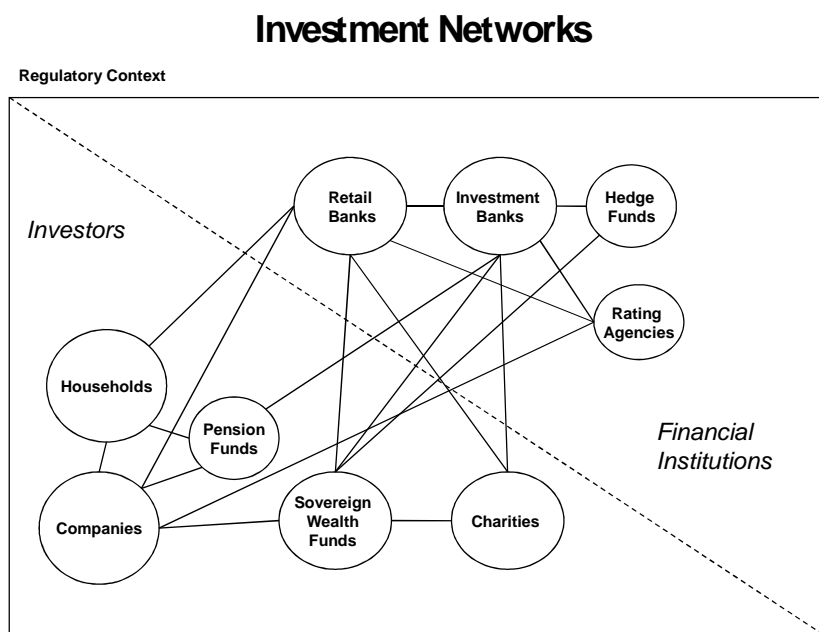 Investment Networks
Regulatory Context
Retail
Banks
Investment
Banks
Hedge
Funds
Investors
Rating
Agencies
Households
Pension
Funds
Financial
Institutions
Companies
Sovereign
Wealth
Funds
Charities